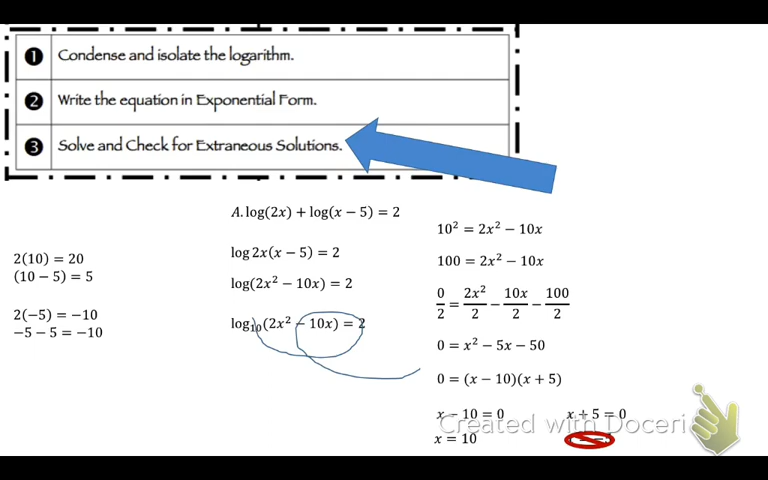 1 Condense and isolate the logarithm.
2 Write the equation in Exponential Form.
3 Solve and Check for Extraneous Solutions.
A. log(2x) + log(x − 5) = 2
log 2x(x − 5) = 2
log(2x² − 10x) = 2
log₁₀(2x² − 10x) = 2
2(10) = 20
(10 − 5) = 5
2(−5) = −10
−5 − 5 = −10
10² = 2x² − 10x
100 = 2x² − 10x
0/2 = 2x²/2 − 10x/2 − 100/2
0 = x² − 5x − 50
0 = (x − 10)(x + 5)
x − 10 = 0 x + 5 = 0
Created with Doceri
x = 10